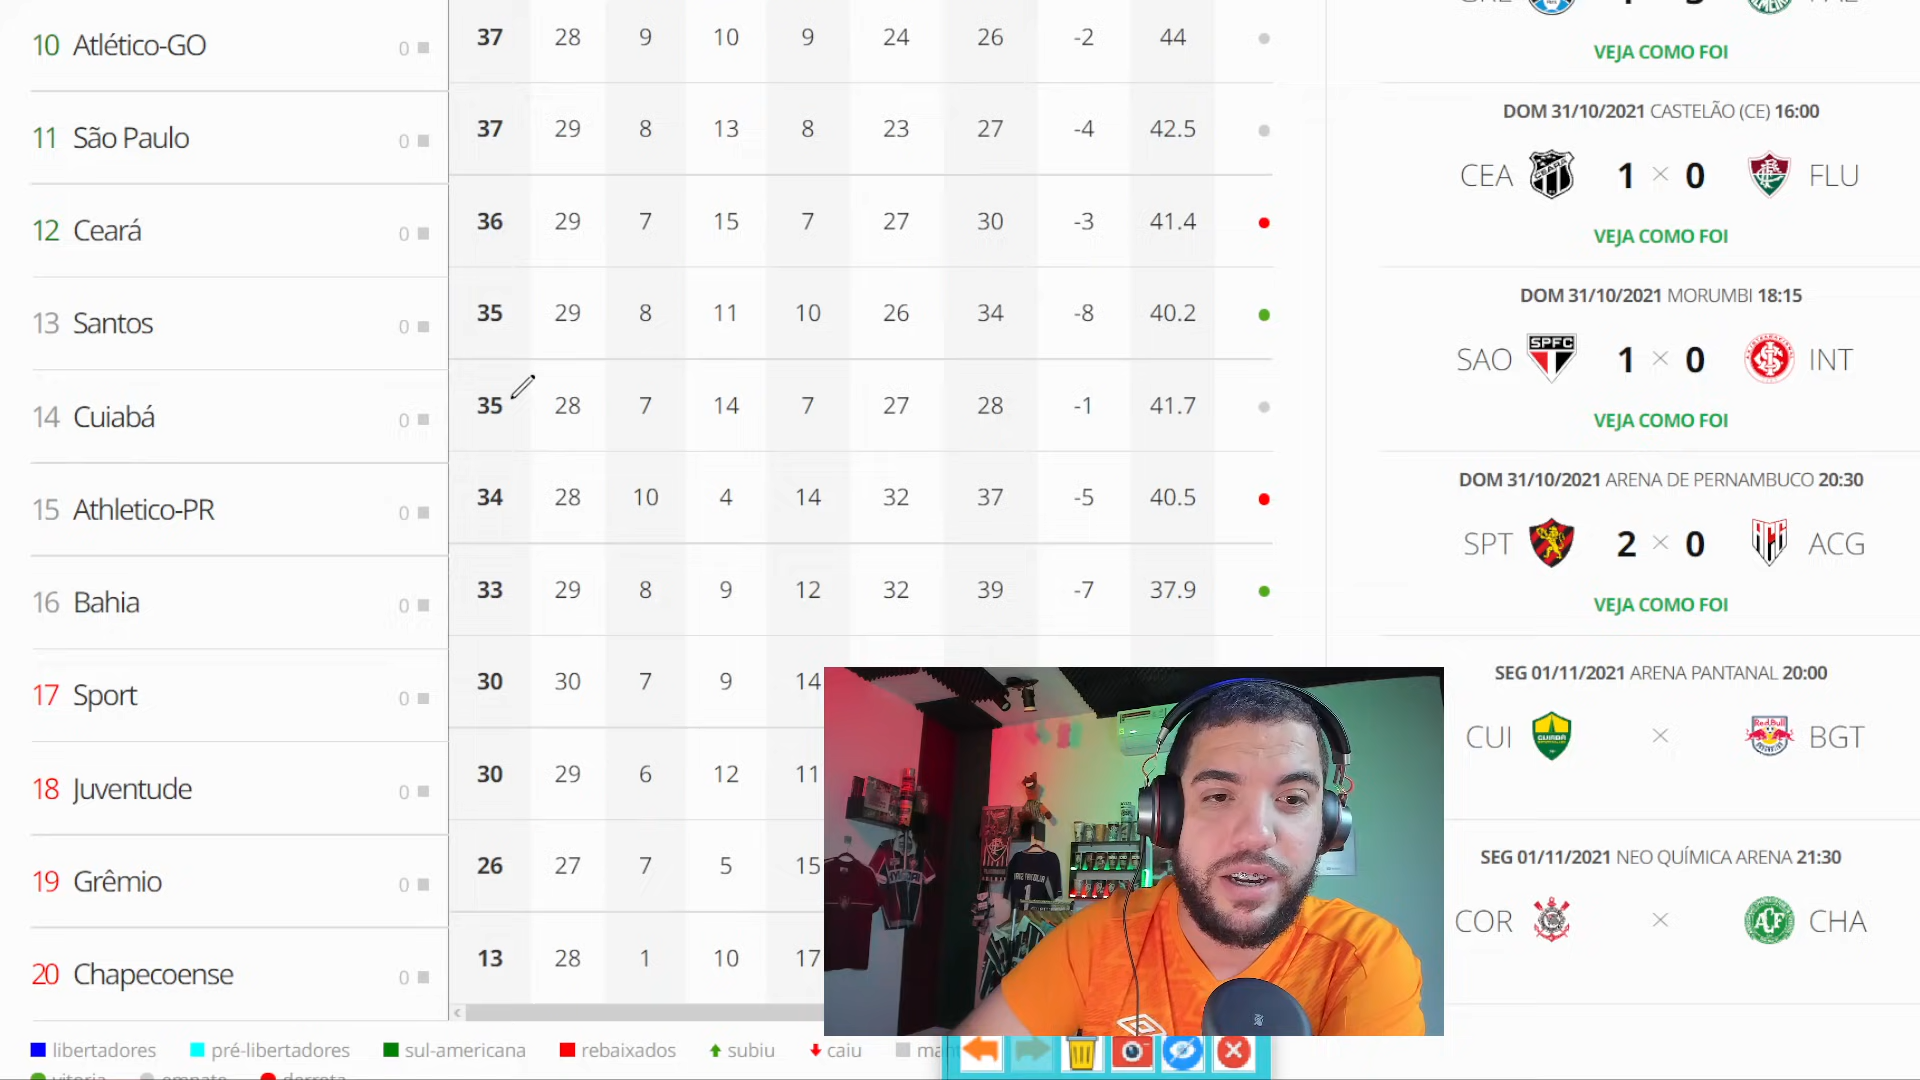 10 Atlético-GO 0 37 28 9 10 9 24 26 -2 44
11 São Paulo 0 37 29 8 13 8 23 27 -4 42.5
12 Ceará 0 36 29 7 15 7 27 30 -3 41.4
13 Santos 0 35 29 8 11 10 26 34 -8 40.2
14 Cuiabá 0 35 28 7 14 7 27 28 -1 41.7
15 Athletico-PR 0 34 28 10 4 14 32 37 -5 40.5
16 Bahia 0 33 29 8 9 12 32 39 -7 37.9
17 Sport 0 30 30 7 9 14
18 Juventude 0 30 29 6 12 11
19 Grêmio 0 26 27 7 5 15
20 Chapecoense 0 13 28 1 10 17
libertadores pré-libertadores sul-americana rebaixados subiu caiu
VEJA COMO FOI
DOM 31/10/2021 CASTELÃO (CE) 16:00
CEA 1 × 0 FLU
VEJA COMO FOI
DOM 31/10/2021 MORUMBI 18:15
SAO SPFC 1 × 0 INT
VEJA COMO FOI
DOM 31/10/2021 ARENA DE PERNAMBUCO 20:30
SPT 2 × 0 ACG
VEJA COMO FOI
SEG 01/11/2021 ARENA PANTANAL 20:00
CUI × BGT
SEG 01/11/2021 NEO QUÍMICA ARENA 21:30
COR × CHA